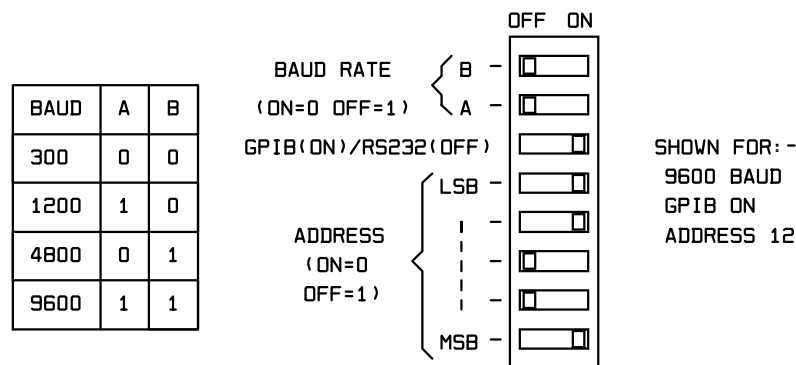 OFF ON
BAUD RATE
(ON=0 OFF=1)
B
A
GPIB(ON)/RS232(OFF)
LSB
ADDRESS
(ON=0
OFF=1)
MSB
BAUD A B
300 0 0
1200 1 0
4800 0 1
9600 1 1
SHOWN FOR:-
9600 BAUD
GPIB ON
ADDRESS 12